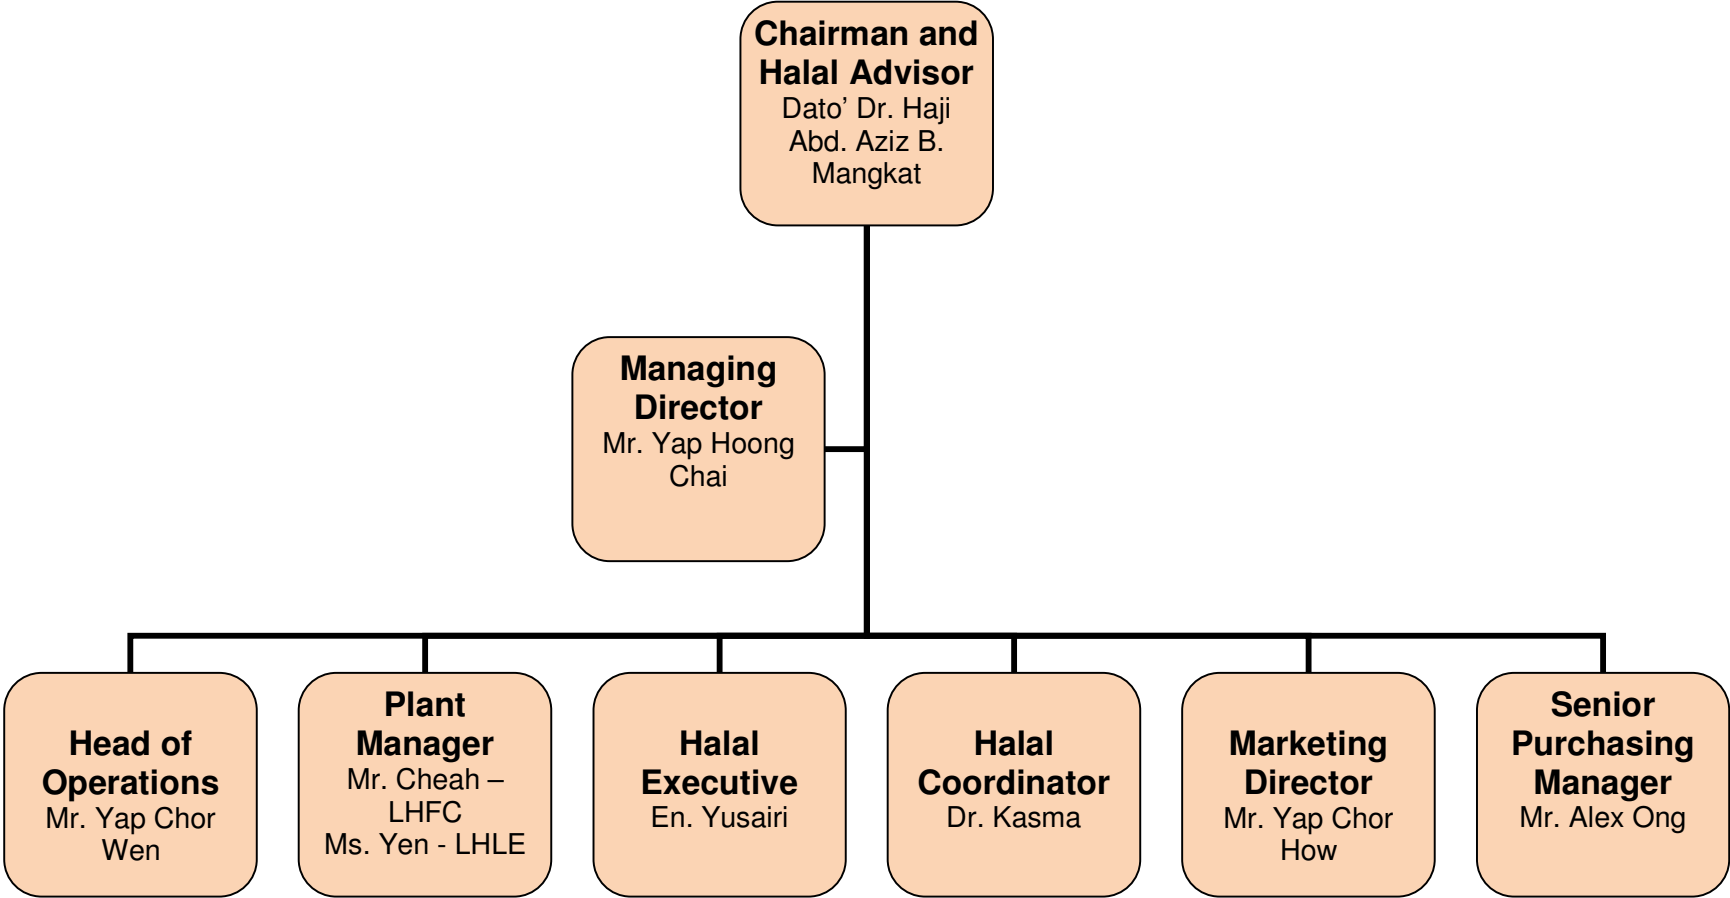 Chairman and
Halal Advisor
Dato’ Dr. Haji
Abd. Aziz B.
Mangkat
Managing
Director
Mr. Yap Hoong
Chai
Head of
Operations
Mr. Yap Chor
Wen
Plant
Manager
Mr. Cheah –
LHFC
Ms. Yen - LHLE
Halal
Executive
En. Yusairi
Halal
Coordinator
Dr. Kasma
Marketing
Director
Mr. Yap Chor
How
Senior
Purchasing
Manager
Mr. Alex Ong